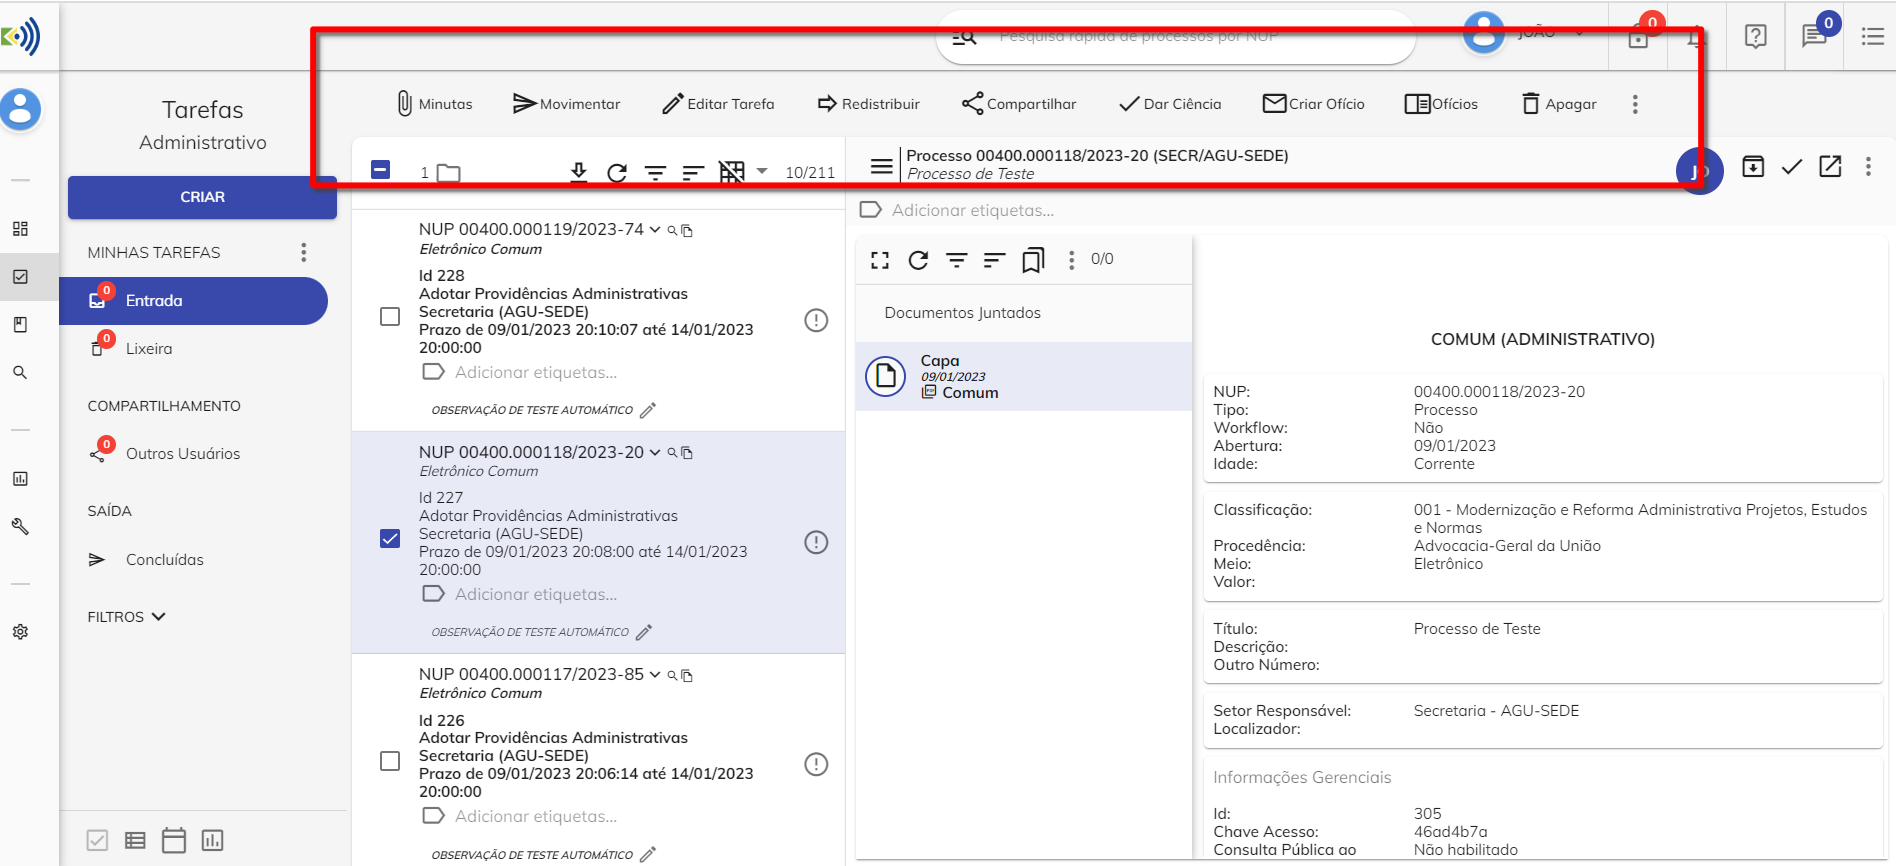 Pesquisa rápida de processos por NUP
JOÃO
0
0
Minutas
Movimentar
Editar Tarefa
Redistribuir
Compartilhar
Dar Ciência
Criar Ofício
Ofícios
Apagar
Tarefas
Administrativo
CRIAR
MINHAS TAREFAS
0
Entrada
0
Lixeira
COMPARTILHAMENTO
0
Outros Usuários
SAÍDA
Concluídas
FILTROS
1
10/211
NUP 00400.000119/2023-74
Eletrônico Comum
Id 228
Adotar Providências Administrativas
Secretaria (AGU-SEDE)
Prazo de 09/01/2023 20:10:07 até 14/01/2023
20:00:00
Adicionar etiquetas...
OBSERVAÇÃO DE TESTE AUTOMÁTICO
NUP 00400.000118/2023-20
Eletrônico Comum
Id 227
Adotar Providências Administrativas
Secretaria (AGU-SEDE)
Prazo de 09/01/2023 20:08:00 até 14/01/2023
20:00:00
Adicionar etiquetas...
OBSERVAÇÃO DE TESTE AUTOMÁTICO
NUP 00400.000117/2023-85
Eletrônico Comum
Id 226
Adotar Providências Administrativas
Secretaria (AGU-SEDE)
Prazo de 09/01/2023 20:06:14 até 14/01/2023
20:00:00
Adicionar etiquetas...
OBSERVAÇÃO DE TESTE AUTOMÁTICO
Processo 00400.000118/2023-20 (SECR/AGU-SEDE)
Processo de Teste
Adicionar etiquetas...
0/0
Documentos Juntados
Capa
09/01/2023
Comum
COMUM (ADMINISTRATIVO)
NUP: 00400.000118/2023-20
Tipo: Processo
Workflow: Não
Abertura: 09/01/2023
Idade: Corrente
Classificação: 001 - Modernização e Reforma Administrativa Projetos, Estudos
e Normas
Procedência: Advocacia-Geral da União
Meio: Eletrônico
Valor:
Título: Processo de Teste
Descrição:
Outro Número:
Setor Responsável: Secretaria - AGU-SEDE
Localizador:
Informações Gerenciais
Id: 305
Chave Acesso: 46ad4b7a
Consulta Pública ao Não habilitado